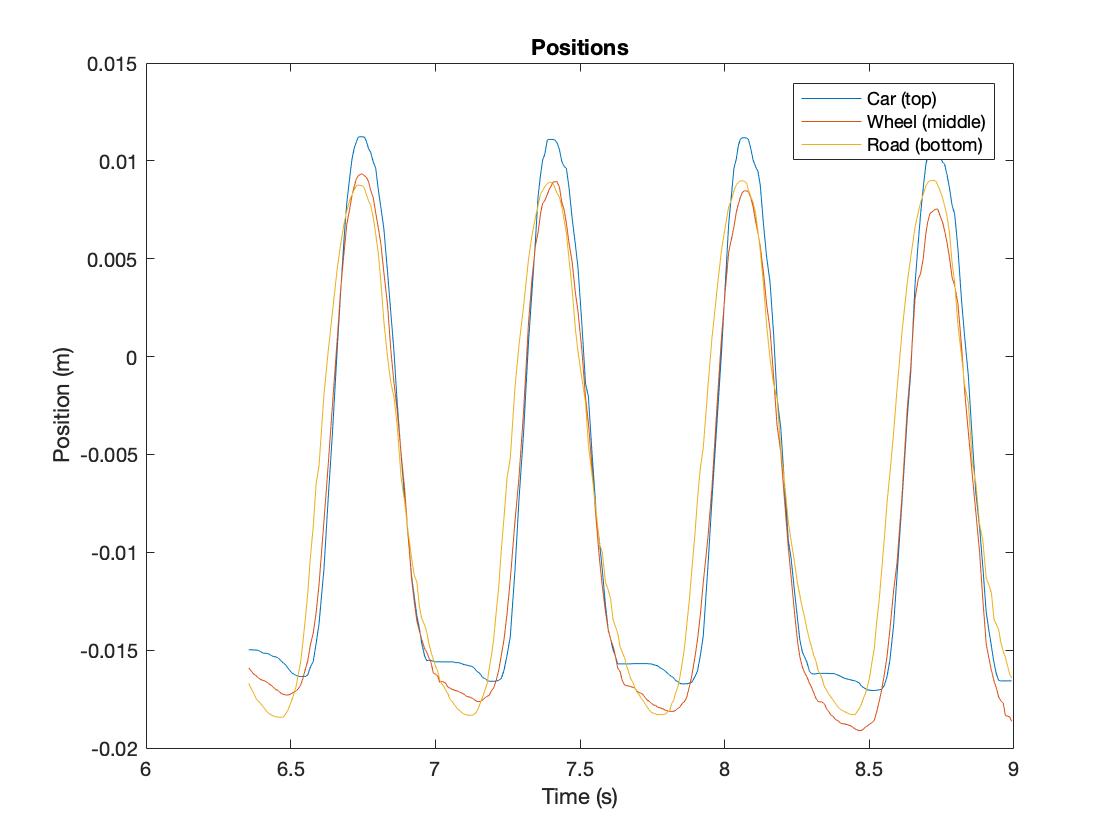 Positions
0.015
0.01
0.005
0
-0.005
-0.01
-0.015
-0.02
Position (m)
Car (top)
Wheel (middle)
Road (bottom)
6 6.5 7 7.5 8 8.5 9
Time (s)